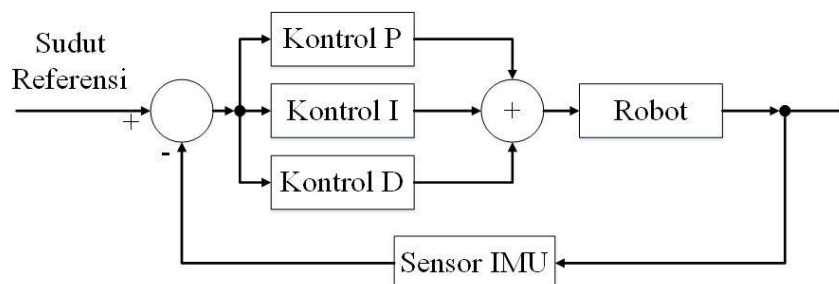 Sudut
Referensi
+
-
Kontrol P
Kontrol I
Kontrol D
+
Robot
Sensor IMU